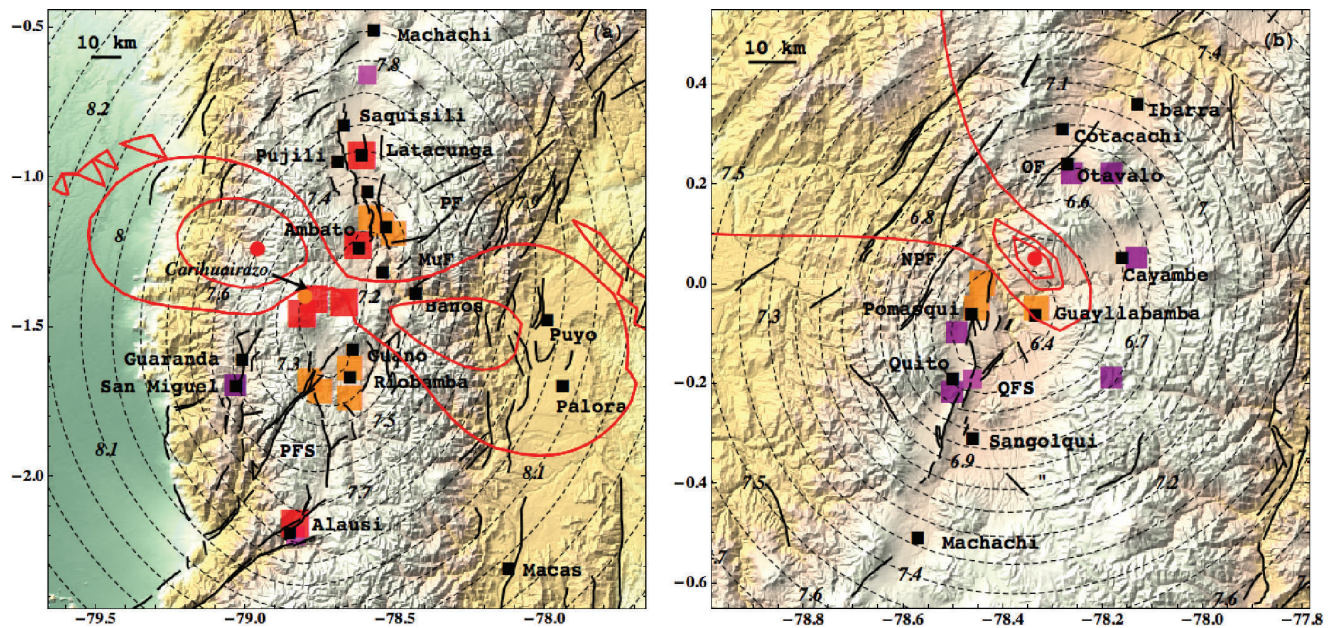 −0.5
10 km
Machachi
(a)
7.8
8.2
Saquisili
Pujili
Latacunga
−1.0
7.4
PF
7.9
8
Ambato
Carihuairazo
MuF
7.6
7.2
Banos
−1.5
Puyo
Guaranda
7.3
Guano
San Miguel
Riobamba
Palora
7.5
PFS
8.1
8.1
−2.0
7.7
Alausi
Macas
−79.5
−79.0
−78.5
−78.0
10 km
(b)
0.4
7.4
7.1
Ibarra
Cotacachi
7.5
OF
Otavalo
0.2
6.6
6.8
7
NPF
Cayambe
0.0
Pomasqui
Guayllabamba
7.3
6.4
6.7
Quito
−0.2
QFS
Sangolqui
6.9
"
7.5
7.2
−0.4
Machachi
7.4
−0.6
7.6
7.6
−78.8
−78.6
−78.4
−78.2
−78.0
−77.8